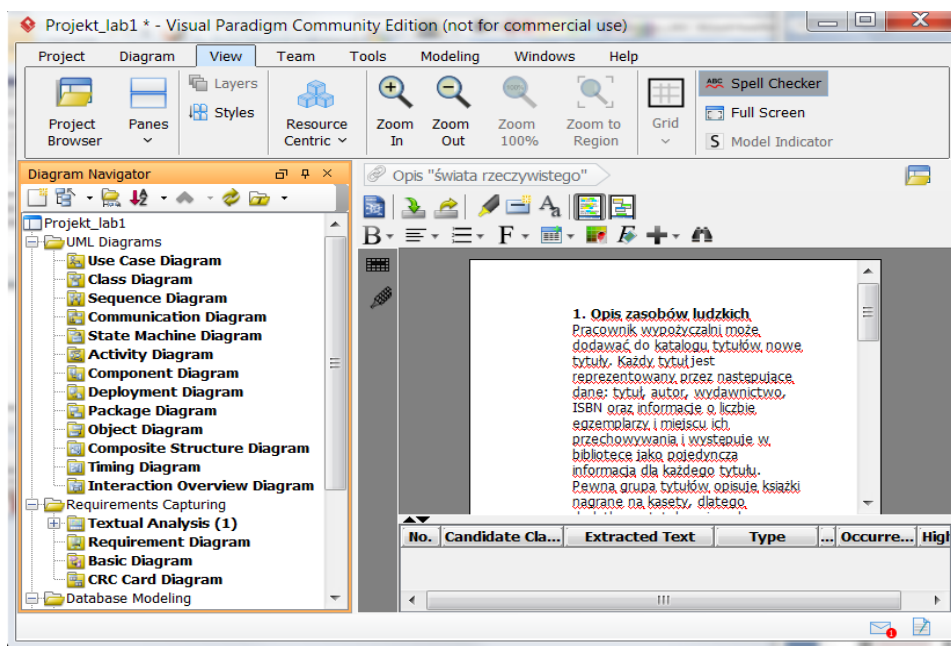 Projekt_lab1 * - Visual Paradigm Community Edition (not for commercial use)
Project Diagram View Team Tools Modeling Windows Help
Project Browser
Panes
Layers
Styles
Resource Centric
Zoom In
Zoom Out
Zoom 100%
Zoom to Region
Grid
ABC Spell Checker
Full Screen
S Model Indicator
Diagram Navigator
Projekt_lab1
UML Diagrams
Use Case Diagram
Class Diagram
Sequence Diagram
Communication Diagram
State Machine Diagram
Activity Diagram
Component Diagram
Deployment Diagram
Package Diagram
Object Diagram
Composite Structure Diagram
Timing Diagram
Interaction Overview Diagram
Requirements Capturing
Textual Analysis (1)
Requirement Diagram
Basic Diagram
CRC Card Diagram
Database Modeling
Opis "świata rzeczywistego"
1. Opis zasobów ludzkich
Pracownik wypożyczalni może
dodawać do katalogu tytułów nowe
tytuły. Każdy tytuł jest
reprezentowany przez następujące
dane: tytuł, autor, wydawnictwo,
ISBN oraz informacje o liczbie
egzemplarzy i miejscu ich
przechowywania i występuje w
bibliotece jako pojedyncza
informacja dla każdego tytułu.
Pewna grupa tytułów opisuje książki
nagrane na kasety, dlatego
No. Candidate Cla... Extracted Text Type ... Occurre... High